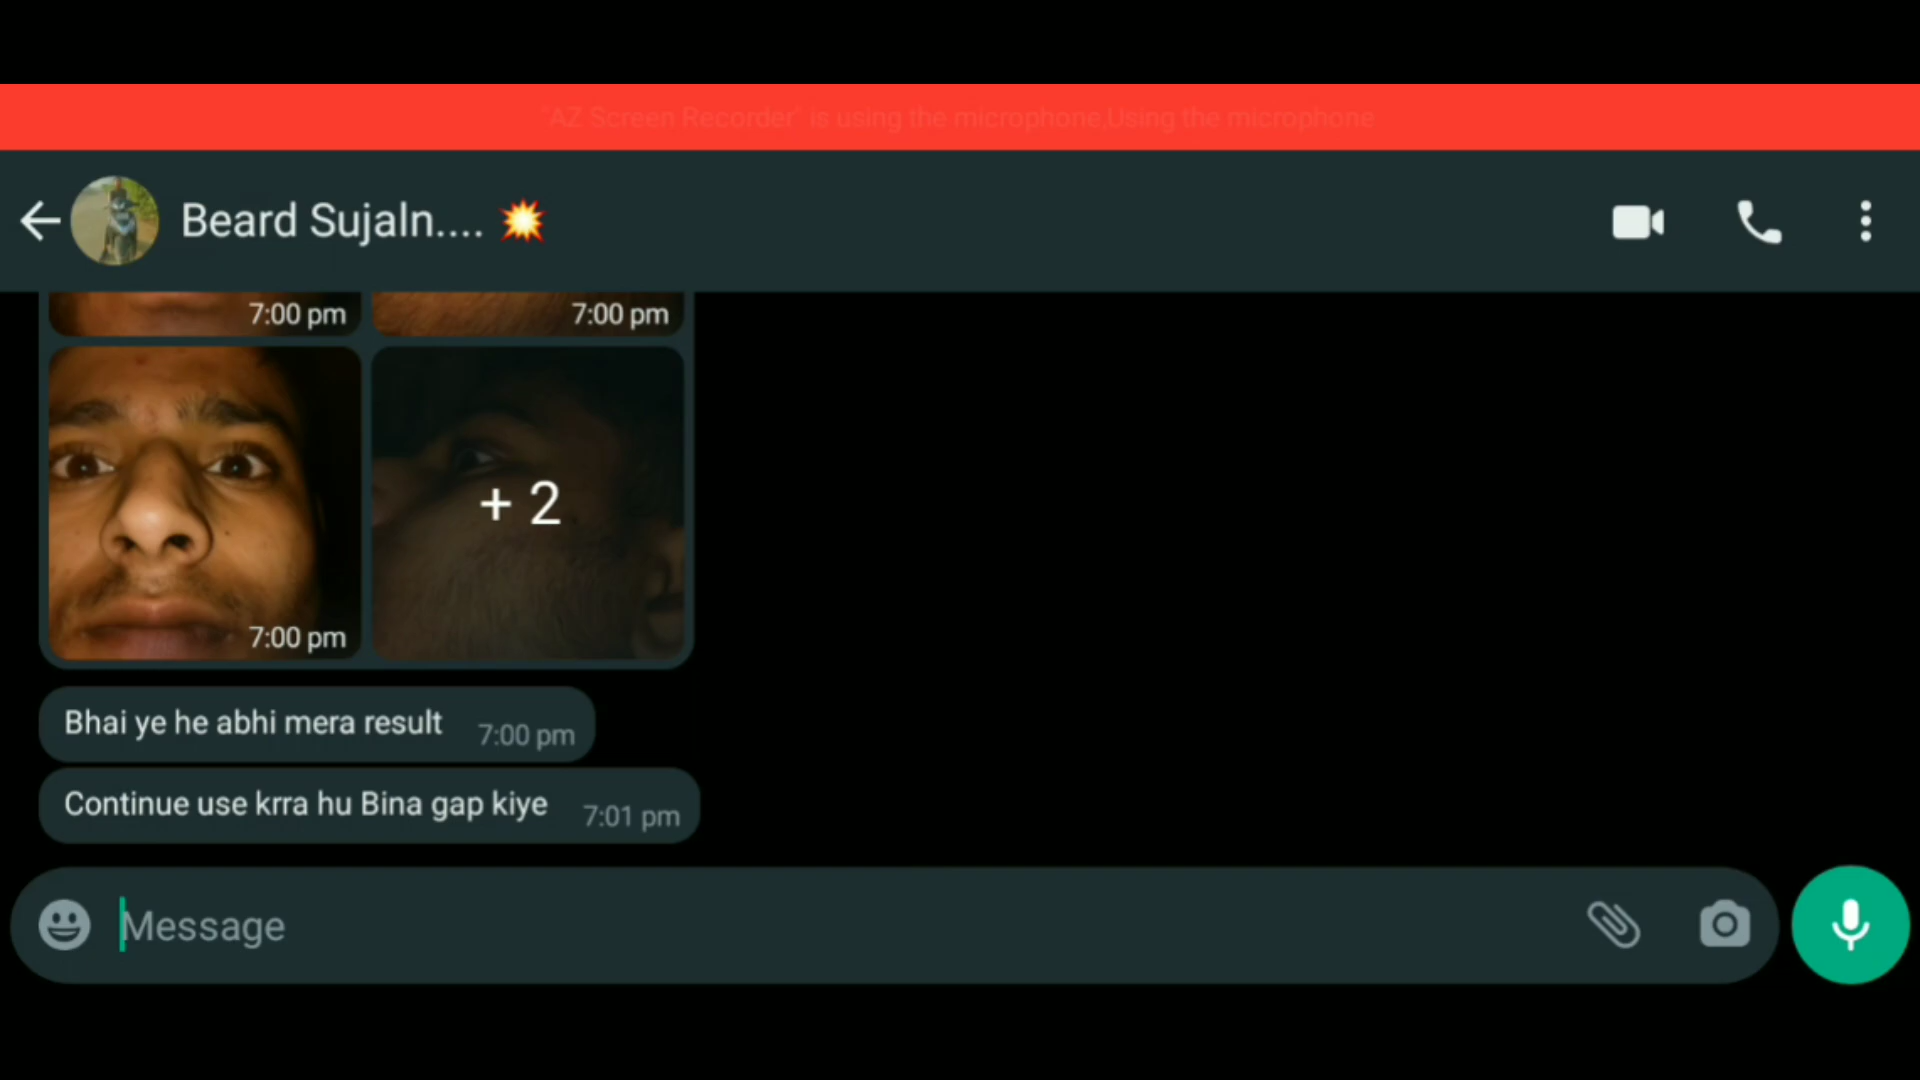 "AZ Screen Recorder" is using the microphone,Using the microphone
Beard Sujaln.... 💥
7:00 pm
7:00 pm
+ 2
7:00 pm
Bhai ye he abhi mera result 7:00 pm
Continue use krra hu Bina gap kiye 7:01 pm
Message